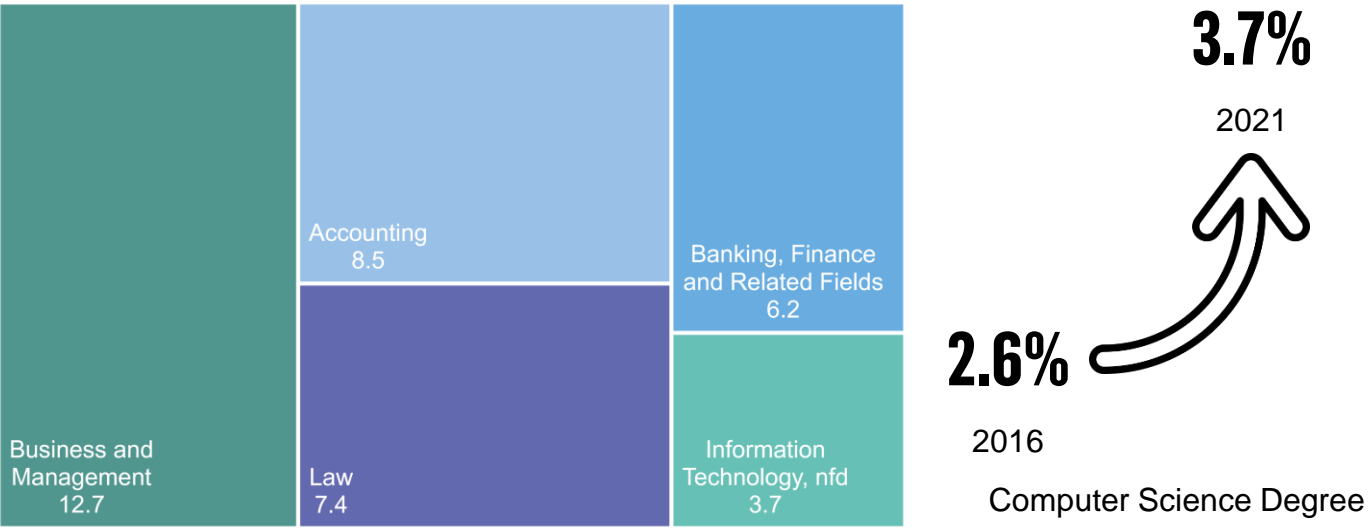 Business and
Management
12.7
Accounting
8.5
Law
7.4
Banking, Finance
and Related Fields
6.2
Information
Technology, nfd
3.7
3.7%
2021
2.6%
2016
Computer Science Degree